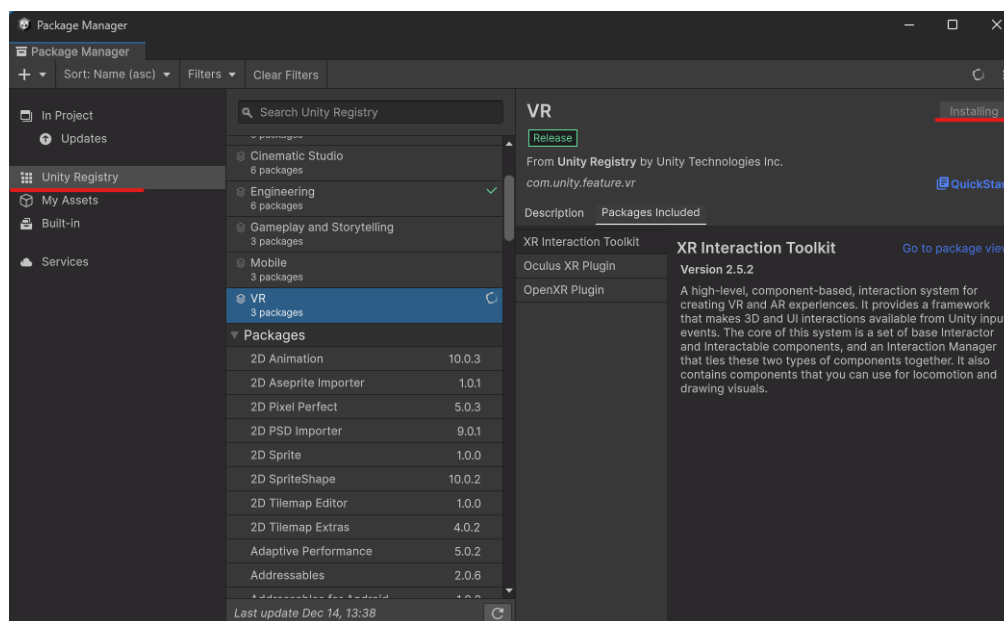 Package Manager
Package Manager
Sort: Name (asc)
Filters
Clear Filters
In Project
Updates
Unity Registry
My Assets
Built-in
Services
Search Unity Registry
Cinematic Studio
6 packages
Engineering
6 packages
Gameplay and Storytelling
3 packages
Mobile
3 packages
VR
3 packages
Packages
2D Animation 10.0.3
2D Aseprite Importer 1.0.1
2D Pixel Perfect 5.0.3
2D PSD Importer 9.0.1
2D Sprite 1.0.0
2D SpriteShape 10.0.2
2D Tilemap Editor 1.0.0
2D Tilemap Extras 4.0.2
Adaptive Performance 5.0.2
Addressables 2.0.6
Last update Dec 14, 13:38
VR
Installing
Release
From Unity Registry by Unity Technologies Inc.
com.unity.feature.vr
QuickStar
Description Packages Included
XR Interaction Toolkit
Oculus XR Plugin
OpenXR Plugin
XR Interaction Toolkit
Go to package view
Version 2.5.2
A high-level, component-based, interaction system for
creating VR and AR experiences. It provides a framework
that makes 3D and UI interactions available from Unity inpu
events. The core of this system is a set of base Interactor
and Interactable components, and an Interaction Manager
that ties these two types of components together. It also
contains components that you can use for locomotion and
drawing visuals.